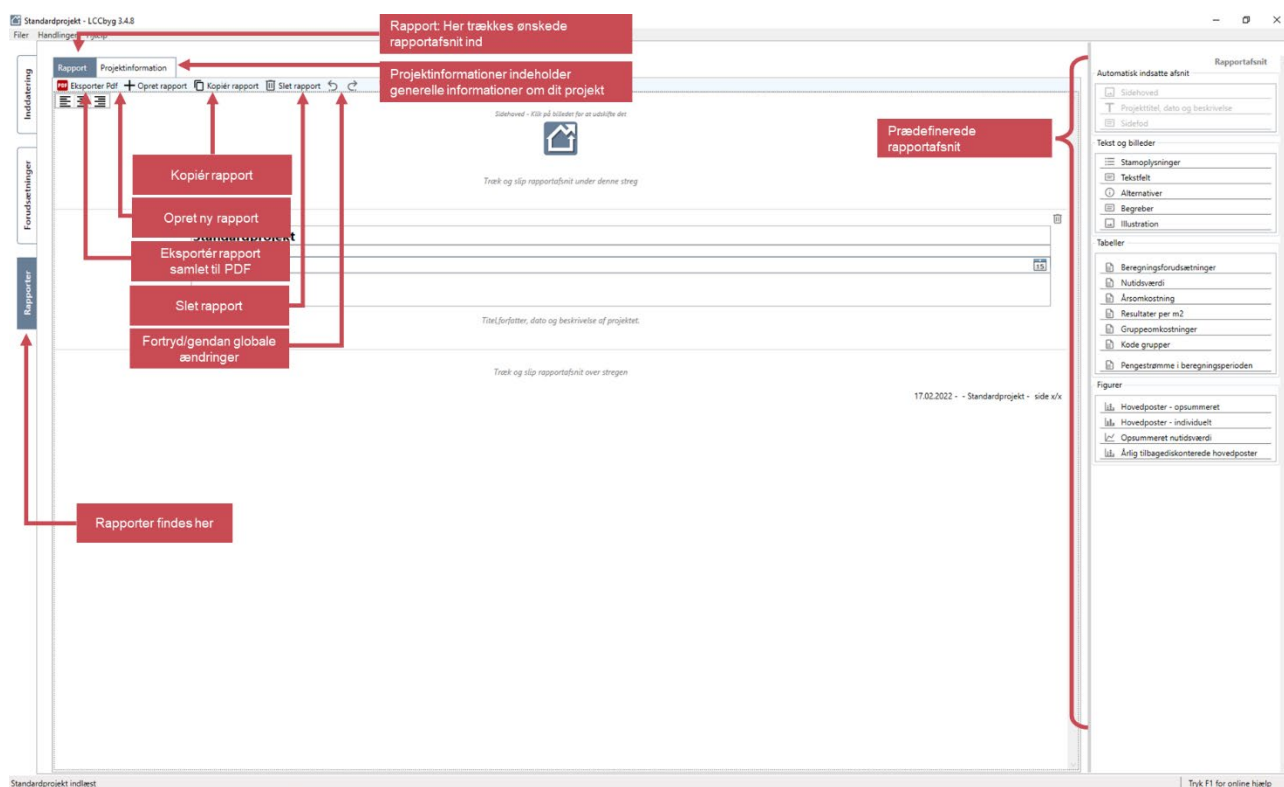 Standardprojekt - LCCbyg 3.4.8
Filer Handlinger Hjælp
Rapport: Her trækkes ønskede
rapportafsnit ind
Projektinformationer indeholder
generelle informationer om dit projekt
Inddatering
Forudsætninger
Rapporter
Rapport Projektinformation
PDF Eksporter Pdf Opret rapport Kopiér rapport Slet rapport
Sidehoved - Klik på billedet for at udskifte det
Træk og slip rapportafsnit under denne streg
Kopiér rapport
Opret ny rapport
Standardprojekt
Eksportér rapport
samlet til PDF
15
Slet rapport
Titel,forfatter, dato og beskrivelse af projektet.
Fortryd/gendan globale
ændringer
Træk og slip rapportafsnit over stregen
17.02.2022 - - Standardprojekt - side x/x
Rapporter findes her
Prædefinerede
rapportafsnit
Rapportafsnit
Automatisk indsatte afsnit
Sidehoved
Projekttitel, dato og beskrivelse
Sidefod
Tekst og billeder
Stamoplysninger
Tekstfelt
Alternativer
Begreber
Illustration
Tabeller
Beregningsforudsætninger
Nutidsværdi
Årsomkostning
Resultater per m2
Gruppeomkostninger
Kode grupper
Pengestrømme i beregningsperioden
Figurer
Hovedposter - opsummeret
Hovedposter - individuelt
Opsummeret nutidsværdi
Årlig tilbagediskonterede hovedposter
Standardprojekt indlæst
Tryk F1 for online hjælp